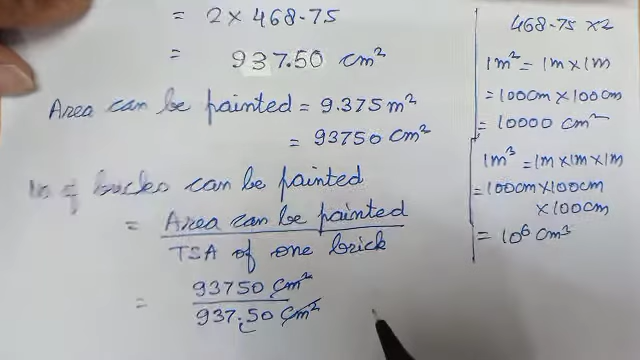 = 2 × 468.75
= 937.50 cm²
Area can be painted = 9.375 m²
= 93750 cm²
bricks can be painted
= Area can be painted
TSA of one brick
= 93750 cm²
937.50 cm²
468.75 × 2
1m² = 1m × 1m
= 100cm × 100cm
= 10000 cm²
1m³ = 1m × 1m × 1m
= 100cm × 100cm
× 100cm
= 10⁶ cm³